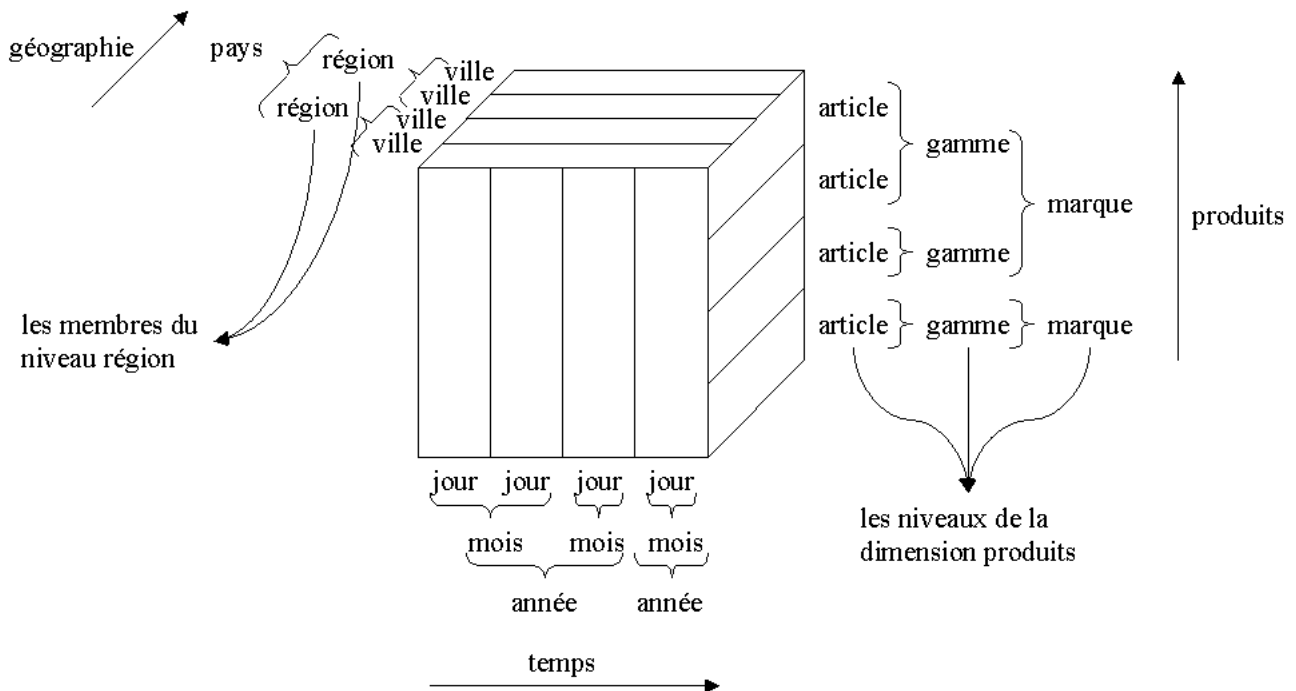 géographie
pays
région
région
ville
ville
ville
ville
article
article
article
article
gamme
gamme
gamme
marque
marque
produits
les membres du
niveau région
jour jour jour jour
mois mois mois
année année
temps
les niveaux de la
dimension produits